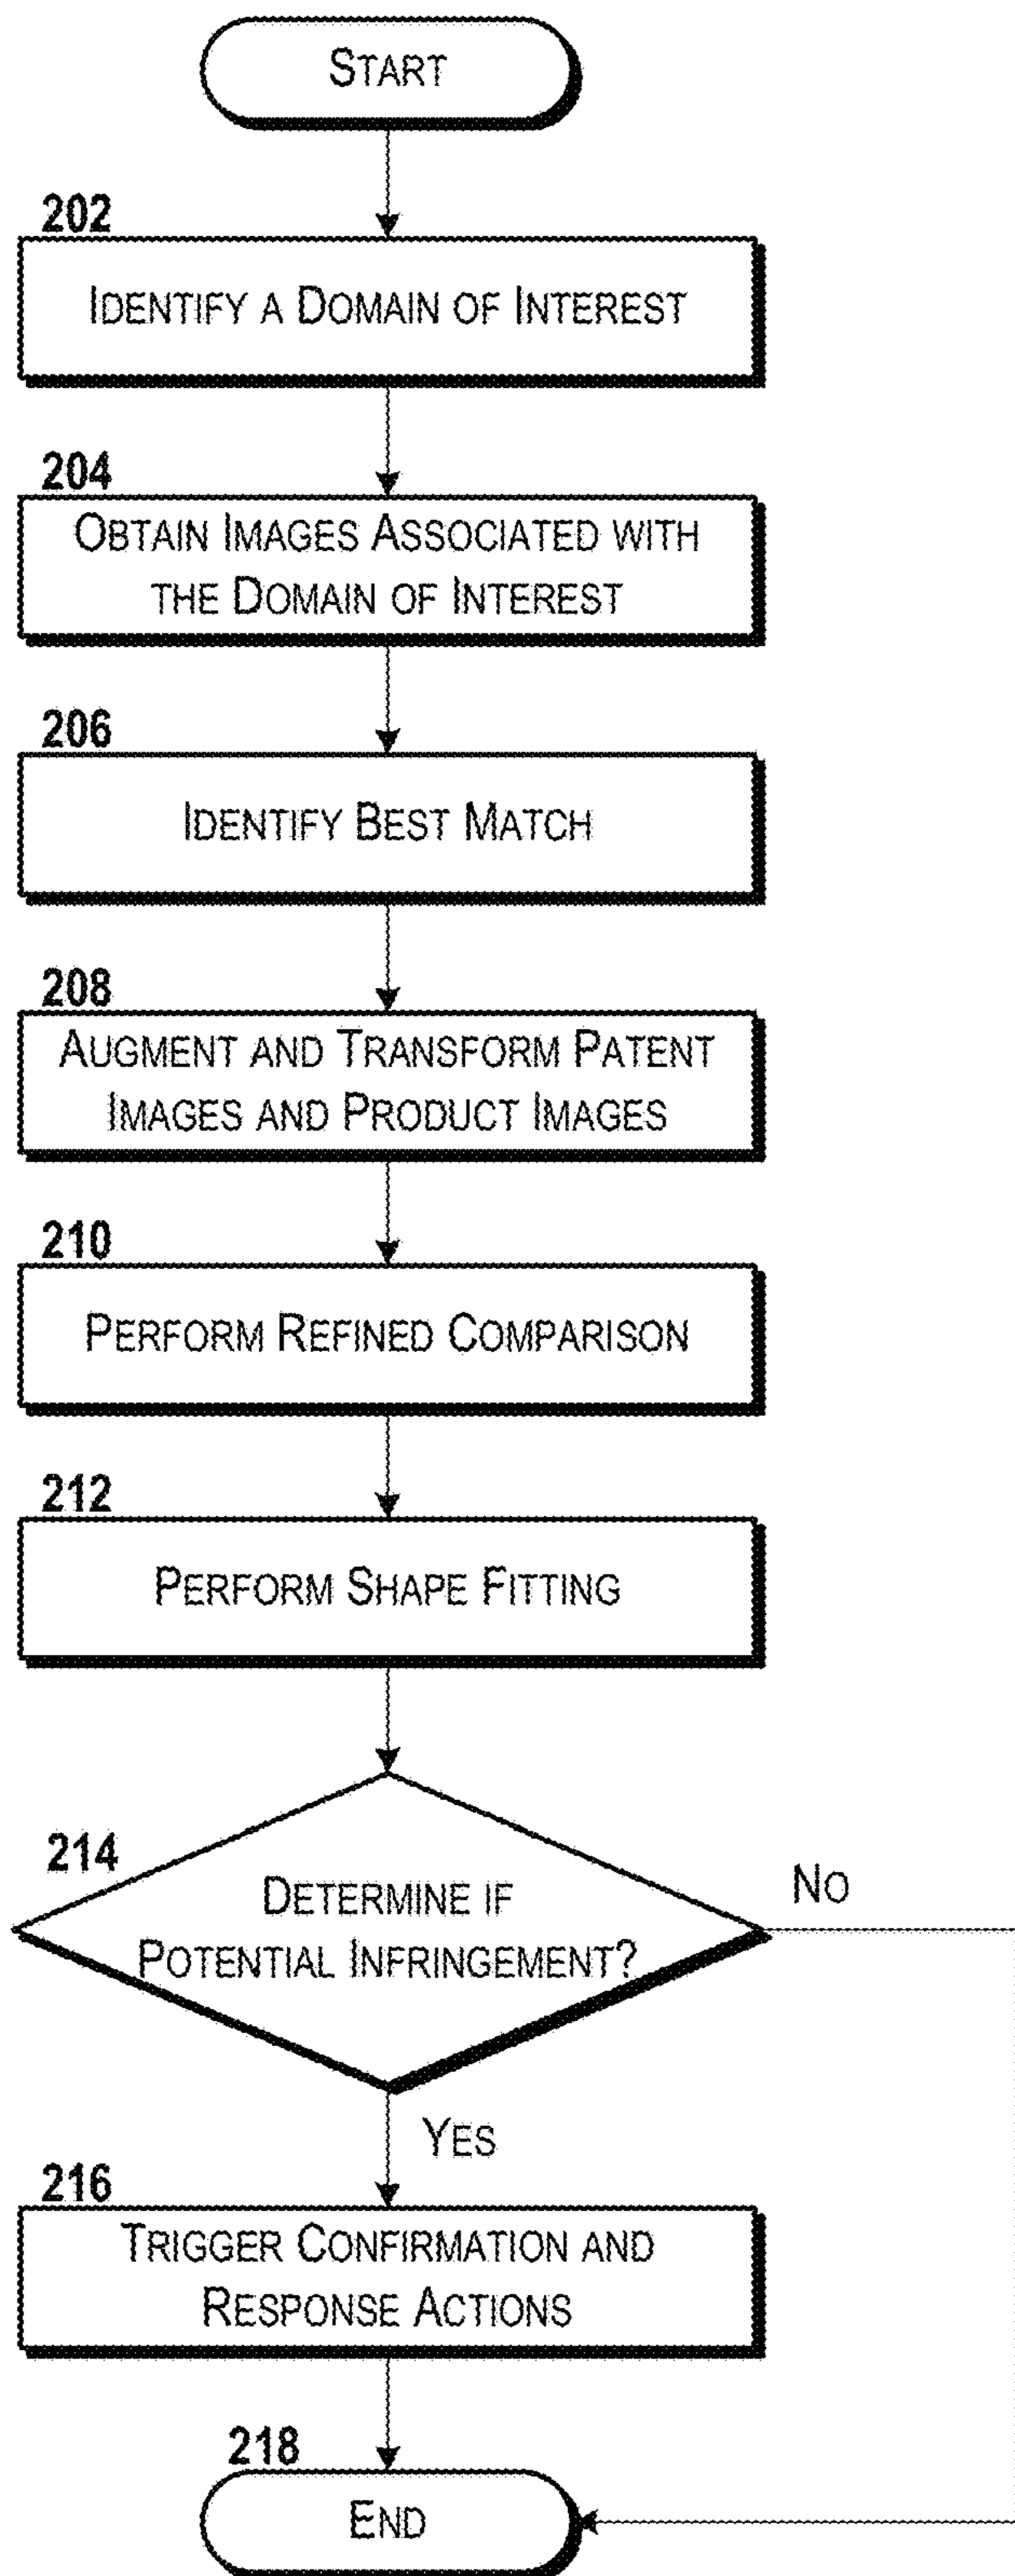 START
202
IDENTIFY A DOMAIN OF INTEREST
204
OBTAIN IMAGES ASSOCIATED WITH
THE DOMAIN OF INTEREST
206
IDENTIFY BEST MATCH
208
AUGMENT AND TRANSFORM PATENT
IMAGES AND PRODUCT IMAGES
210
PERFORM REFINED COMPARISON
212
PERFORM SHAPE FITTING
214
DETERMINE IF
POTENTIAL INFRINGEMENT?
NO
YES
216
TRIGGER CONFIRMATION AND
RESPONSE ACTIONS
218
END